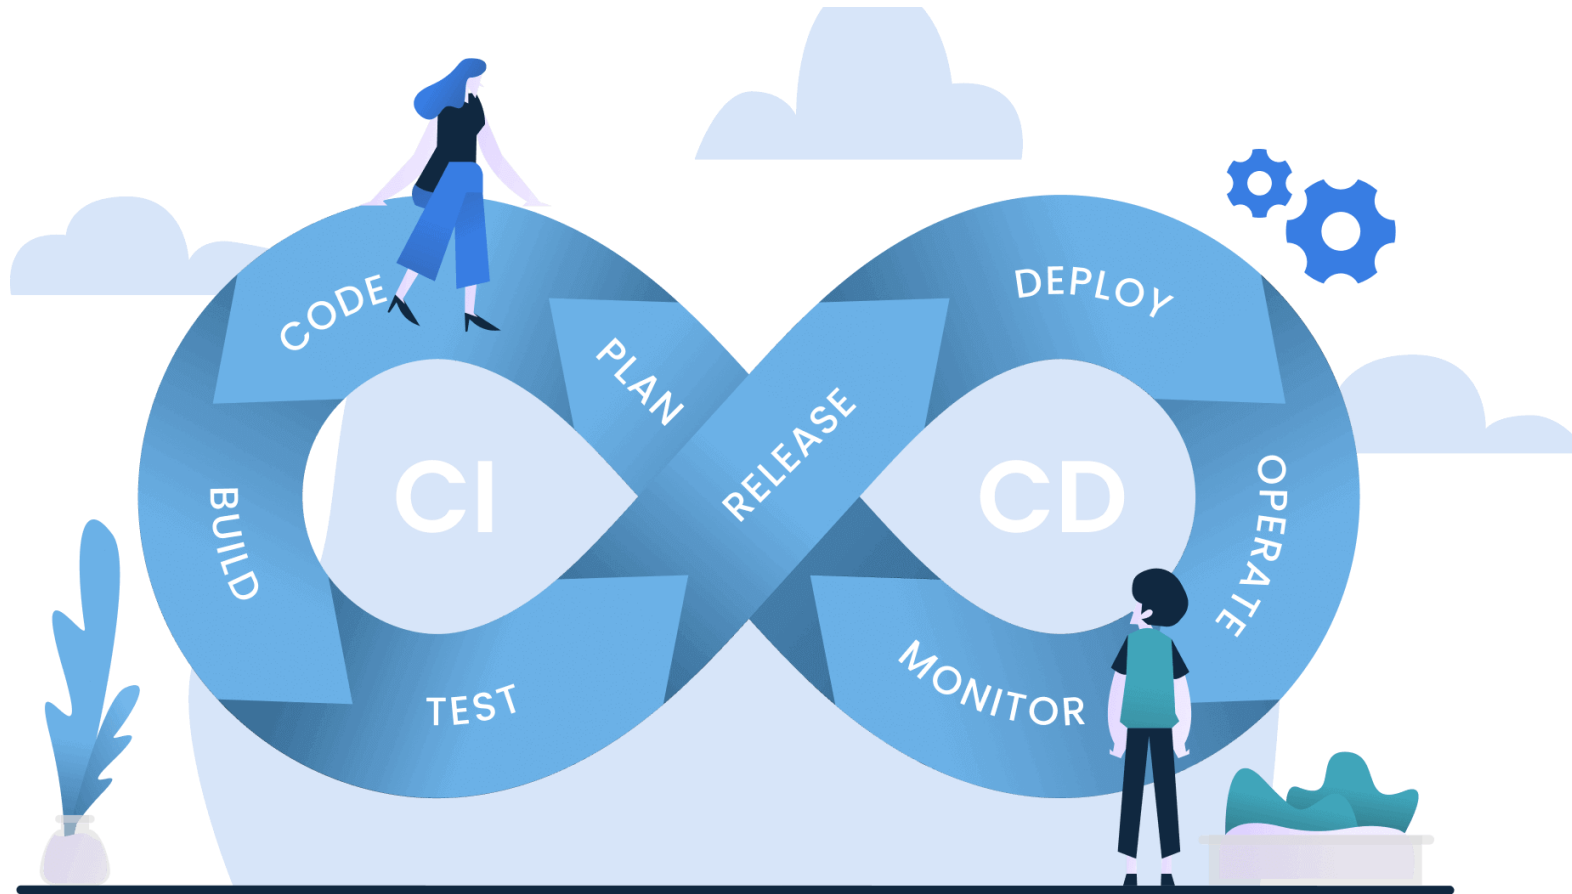 CODE
PLAN
BUILD
TEST
CI
RELEASE
DEPLOY
OPERATE
MONITOR
CD